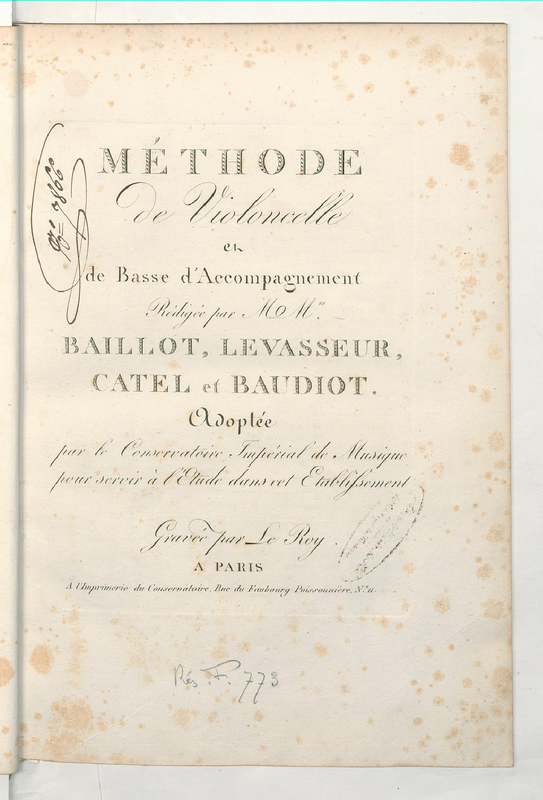 MÉTHODE
de Violoncelle
et
de Basse d'Accompagnement
Rédigée par MM.rs
BAILLOT, LEVASSEUR,
CATEL et BAUDIOT.
Adoptée
par le Conservatoire Impérial de Musique
pour servir à l'Etude dans cet Etablissement
Gravée par Le Roy
A PARIS
A l'Imprimerie du Conservatoire, Rue du Faubourg Poissonnière, N.º 11.
Rés. F. 773